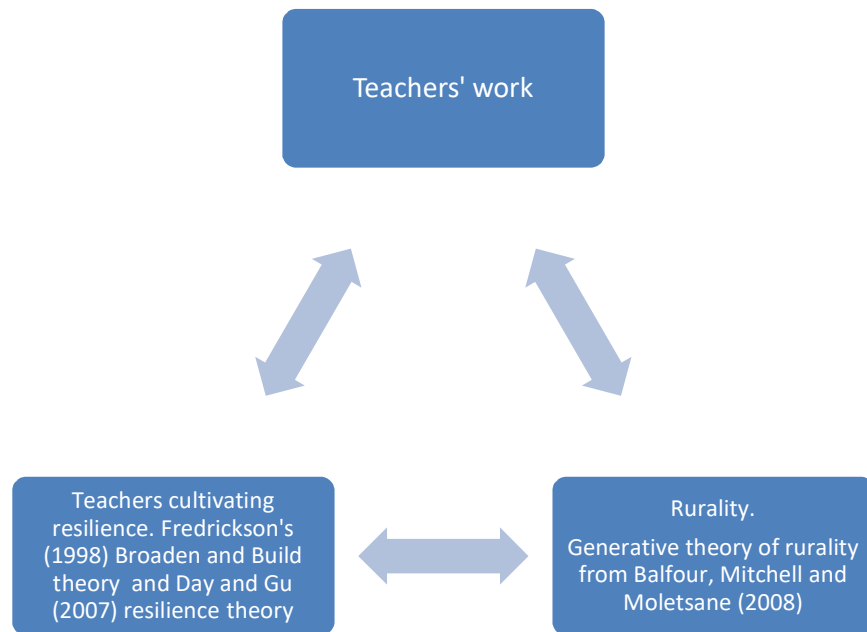 Teachers' work
Teachers cultivating
resilience. Fredrickson's
(1998) Broaden and Build
theory  and Day and Gu
(2007) resilience theory
Rurality.
Generative theory of rurality
from Balfour, Mitchell and
Moletsane (2008)